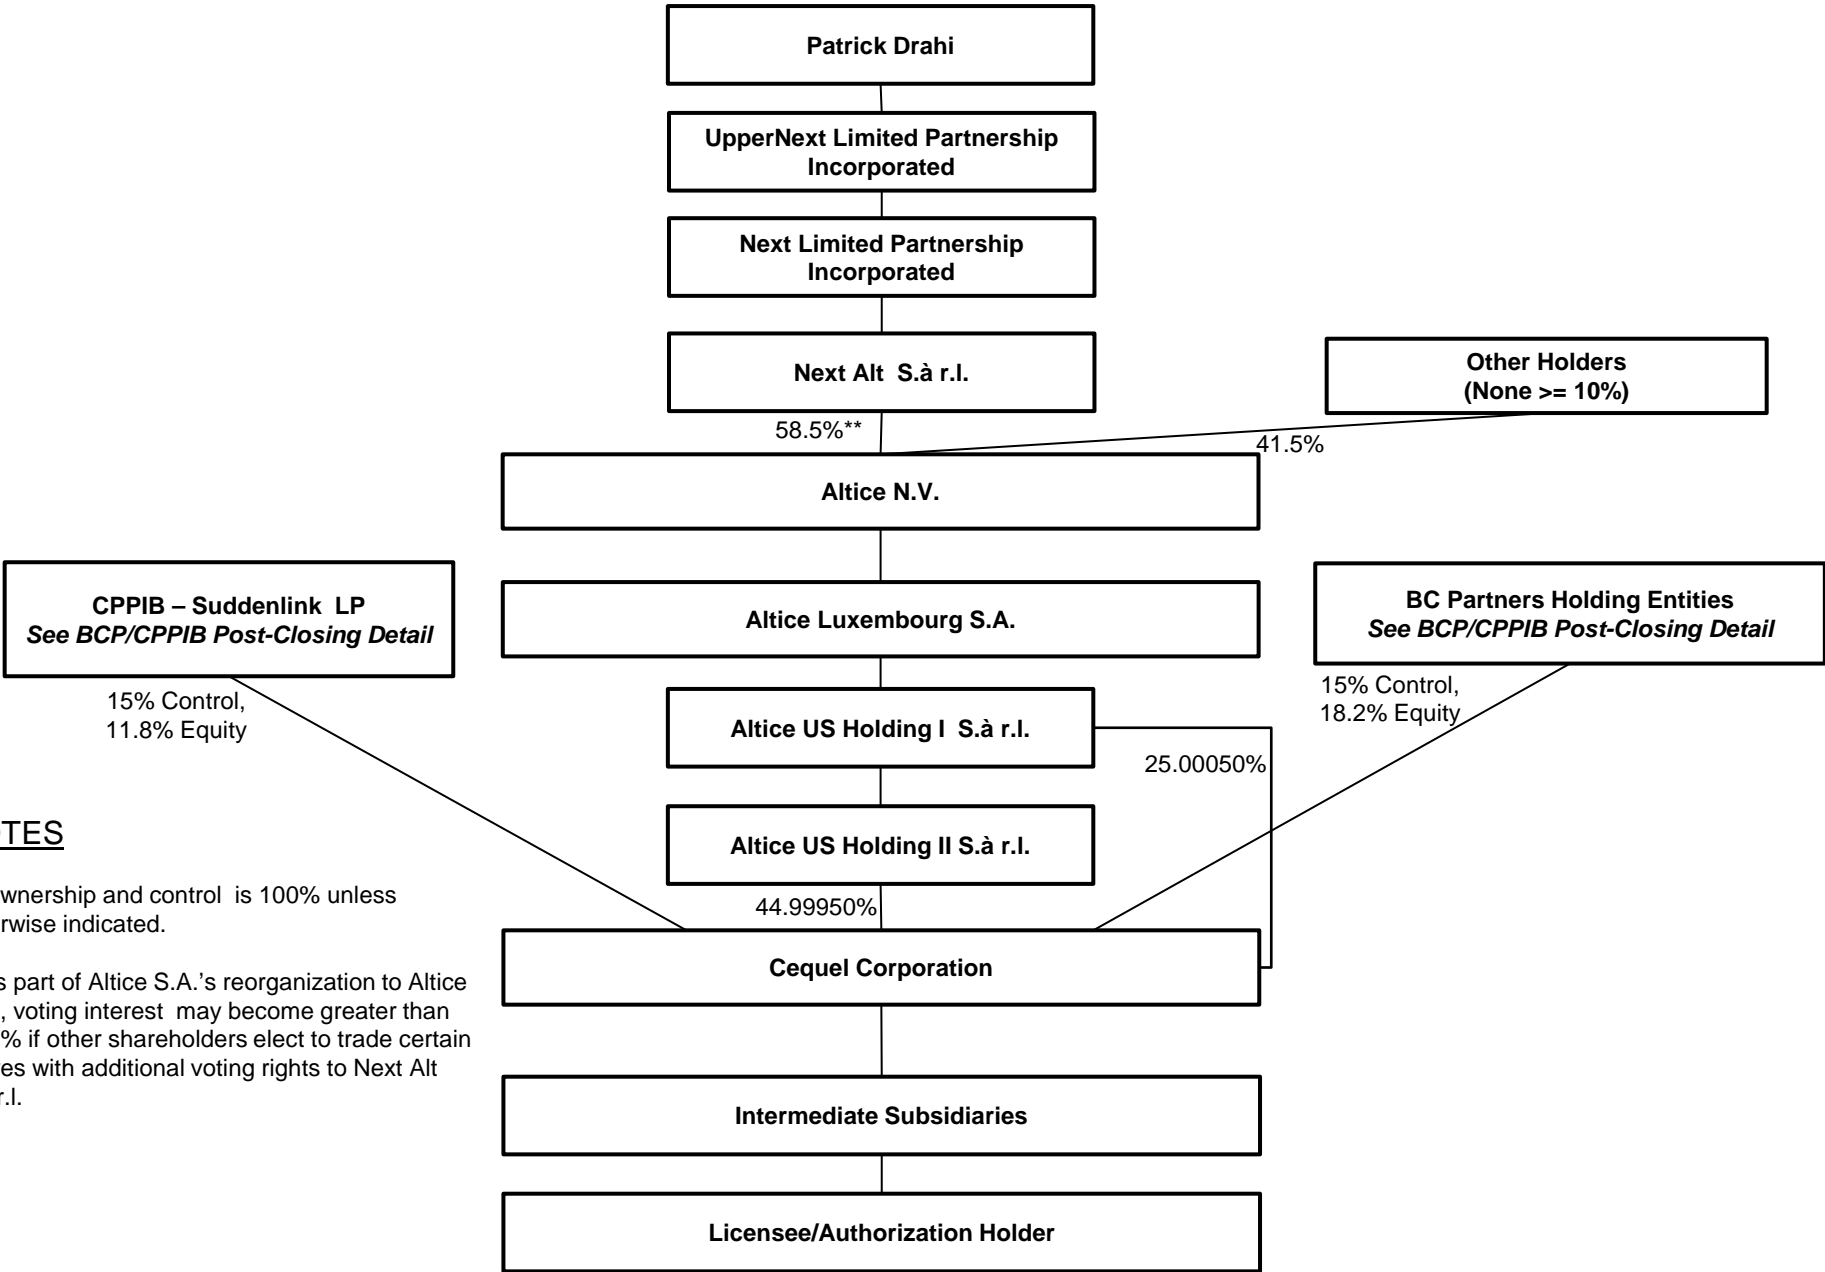 Patrick Drahi
UpperNext Limited Partnership
Incorporated
Next Limited Partnership
Incorporated
Next Alt S.à r.l.
Other Holders
(None >= 10%)
58.5%**
41.5%
Altice N.V.
CPPIB – Suddenlink LP
See BCP/CPPIB Post-Closing Detail
Altice Luxembourg S.A.
BC Partners Holding Entities
See BCP/CPPIB Post-Closing Detail
15% Control,
11.8% Equity
Altice US Holding I S.à r.l.
15% Control,
18.2% Equity
25.00050%
Altice US Holding II S.à r.l.
44.99950%
Cequel Corporation
Intermediate Subsidiaries
Licensee/Authorization Holder
OTES
wnership and control is 100% unless
rwise indicated.
s part of Altice S.A.’s reorganization to Altice
, voting interest may become greater than
% if other shareholders elect to trade certain
es with additional voting rights to Next Alt
r.l.